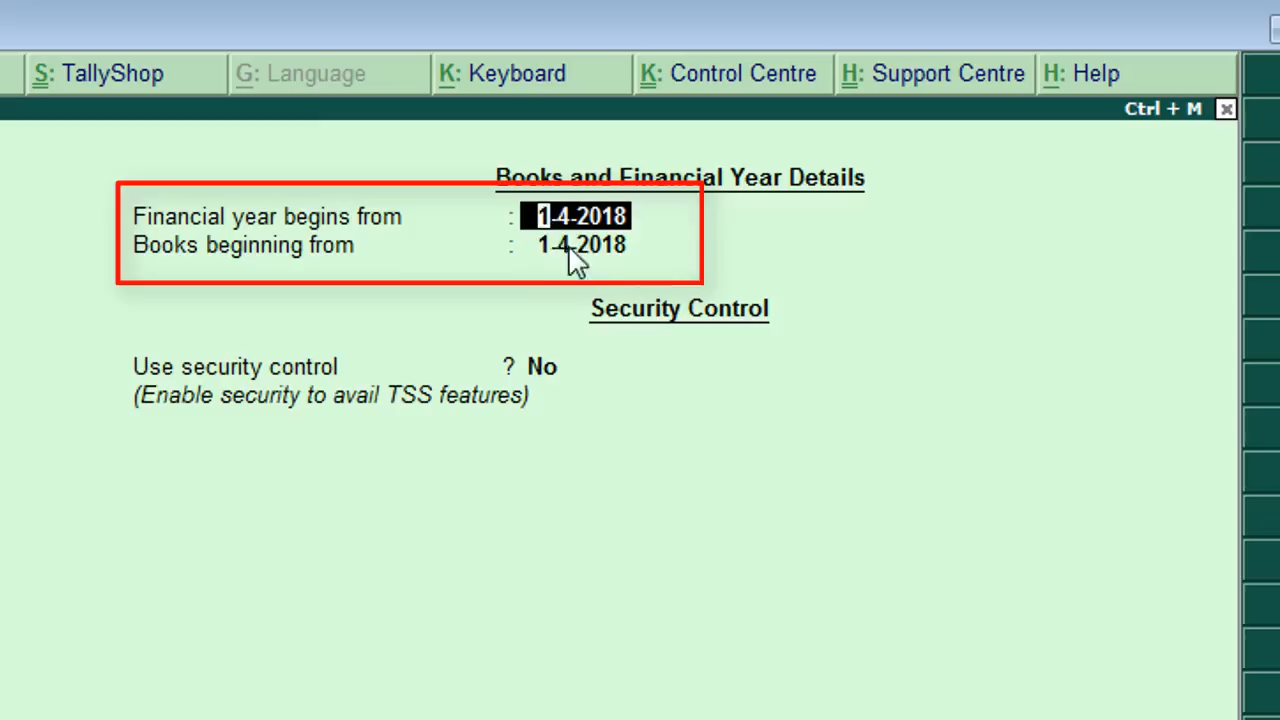 S: TallyShop G: Language K: Keyboard K: Control Centre H: Support Centre H: Help
Ctrl + M
Books and Financial Year Details
Financial year begins from : 1-4-2018
Books beginning from : 1-4-2018
Security Control
Use security control ? No
(Enable security to avail TSS features)